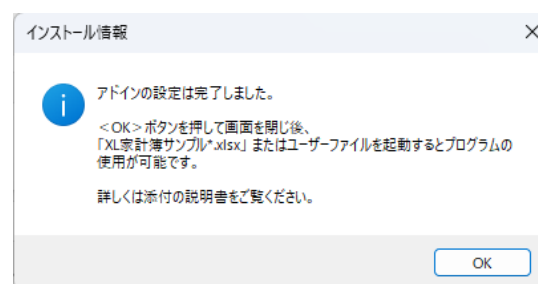 インストール情報
アドインの設定は完了しました。
＜OK＞ボタンを押して画面を閉じ後、
「XL家計簿サンプル*.xlsx」またはユーザーファイルを起動するとプログラムの
使用が可能です。
詳しくは添付の説明書をご覧ください。
OK